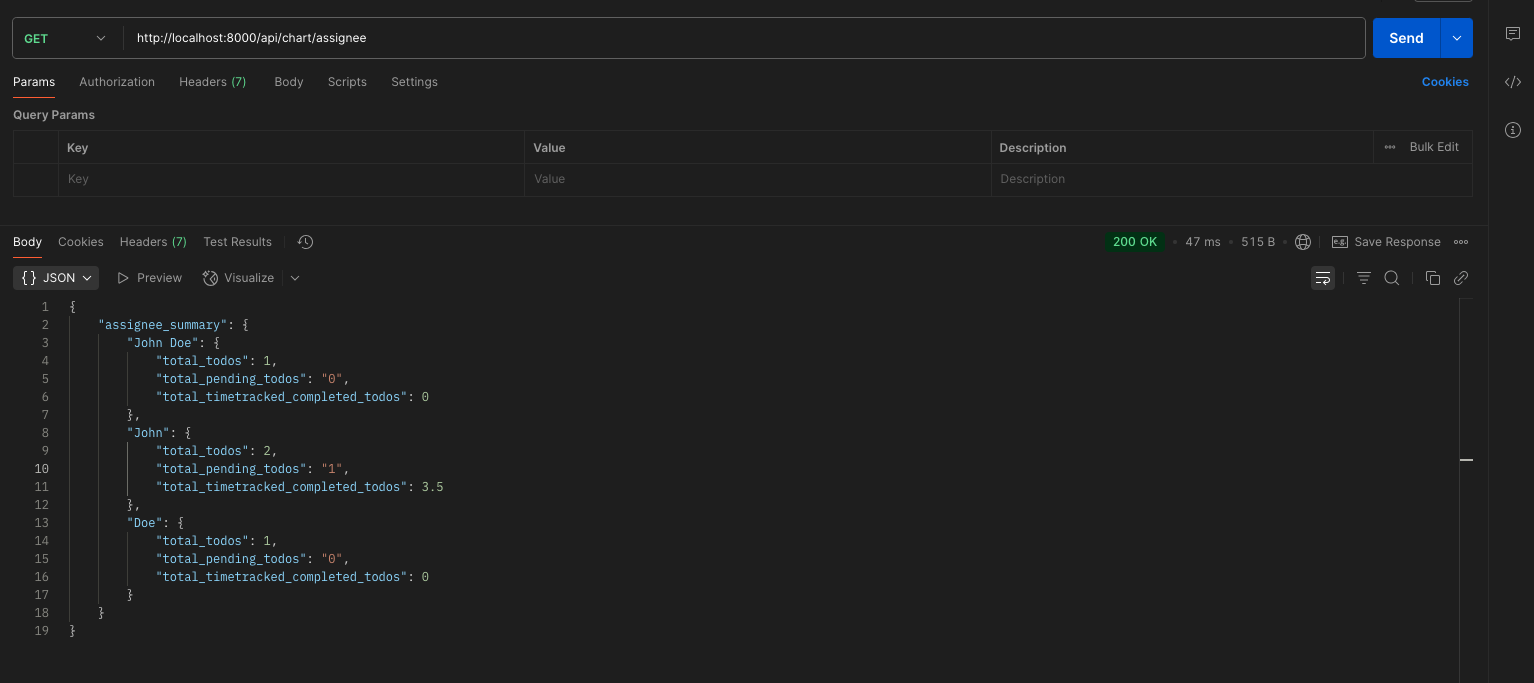 GET http://localhost:8000/api/chart/assignee Send
Params Authorization Headers (7) Body Scripts Settings Cookies
Query Params
Key Value Description Bulk Edit
Key Value Description
Body Cookies Headers (7) Test Results 200 OK 47 ms 515 B e.g. Save Response
{} JSON Preview Visualize
1 {
2 "assignee_summary": {
3 "John Doe": {
4 "total_todos": 1,
5 "total_pending_todos": "0",
6 "total_timetracked_completed_todos": 0
7 },
8 "John": {
9 "total_todos": 2,
10 "total_pending_todos": "1",
11 "total_timetracked_completed_todos": 3.5
12 },
13 "Doe": {
14 "total_todos": 1,
15 "total_pending_todos": "0",
16 "total_timetracked_completed_todos": 0
17 }
18 }
19 }